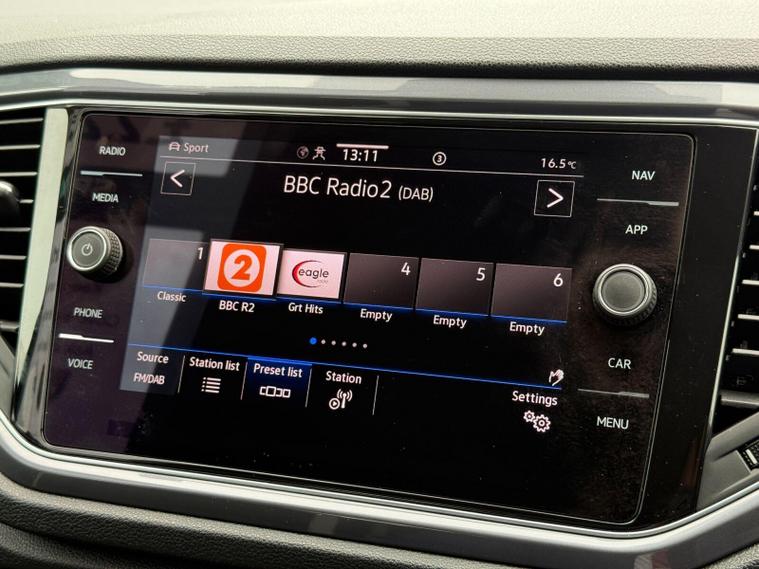 RADIO
MEDIA
PHONE
VOICE
Sport
13:11
3
16.5°C
BBC Radio2 (DAB)
1
Classic
2
BBC R2
eagle
Grt Hits
4
Empty
5
Empty
6
Empty
Source
FM/DAB
Station list
Preset list
Station
Settings
NAV
APP
CAR
MENU